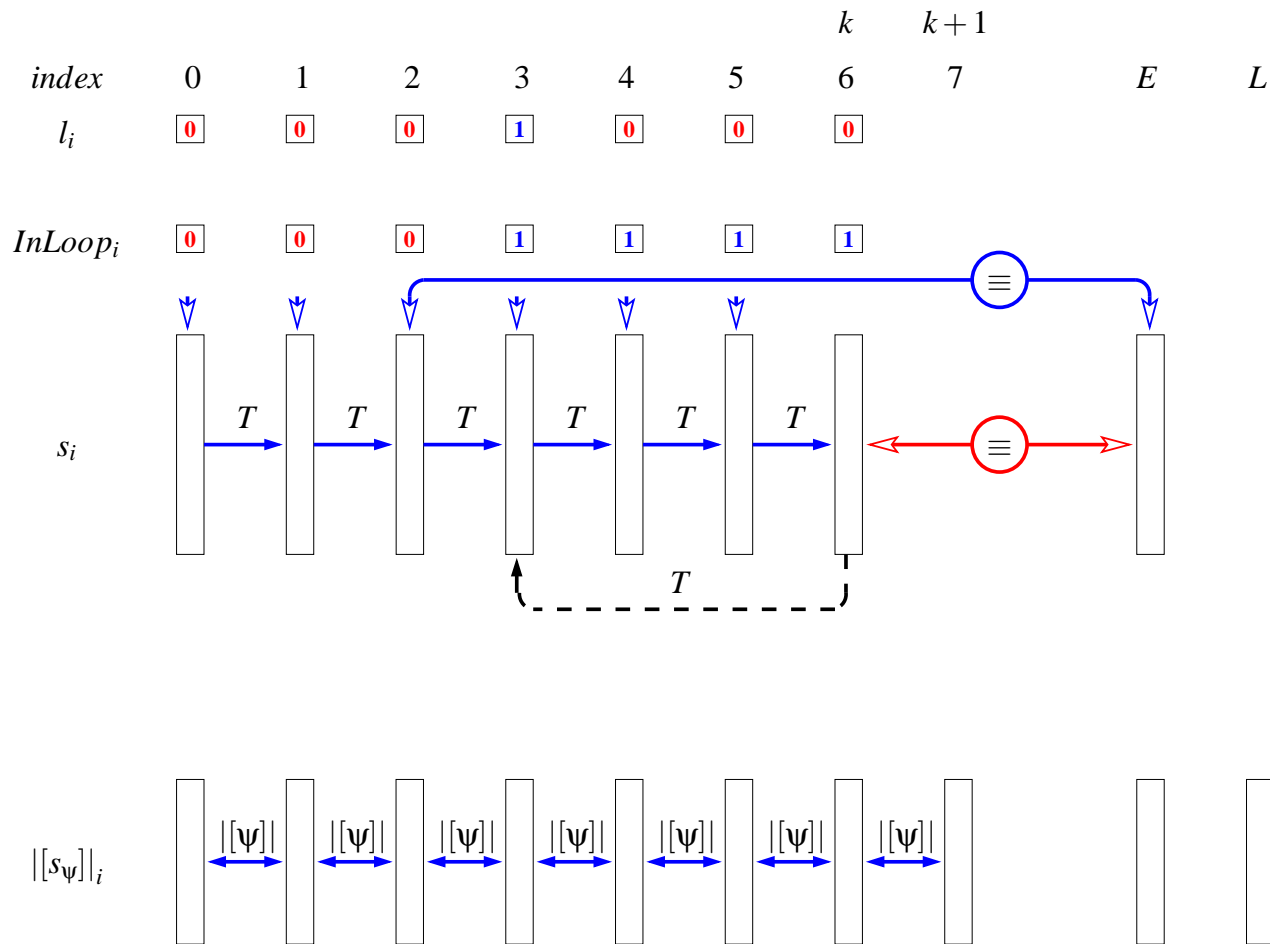 k k + 1
index 0 1 2 3 4 5 6 7 E L
l_i 0 0 0 1 0 0 0
InLoop_i 0 0 0 1 1 1 1
≡
T T T T T T
s_i ≡
T
|[ψ]| |[ψ]| |[ψ]| |[ψ]| |[ψ]| |[ψ]| |[ψ]|
|[s_ψ]|_i